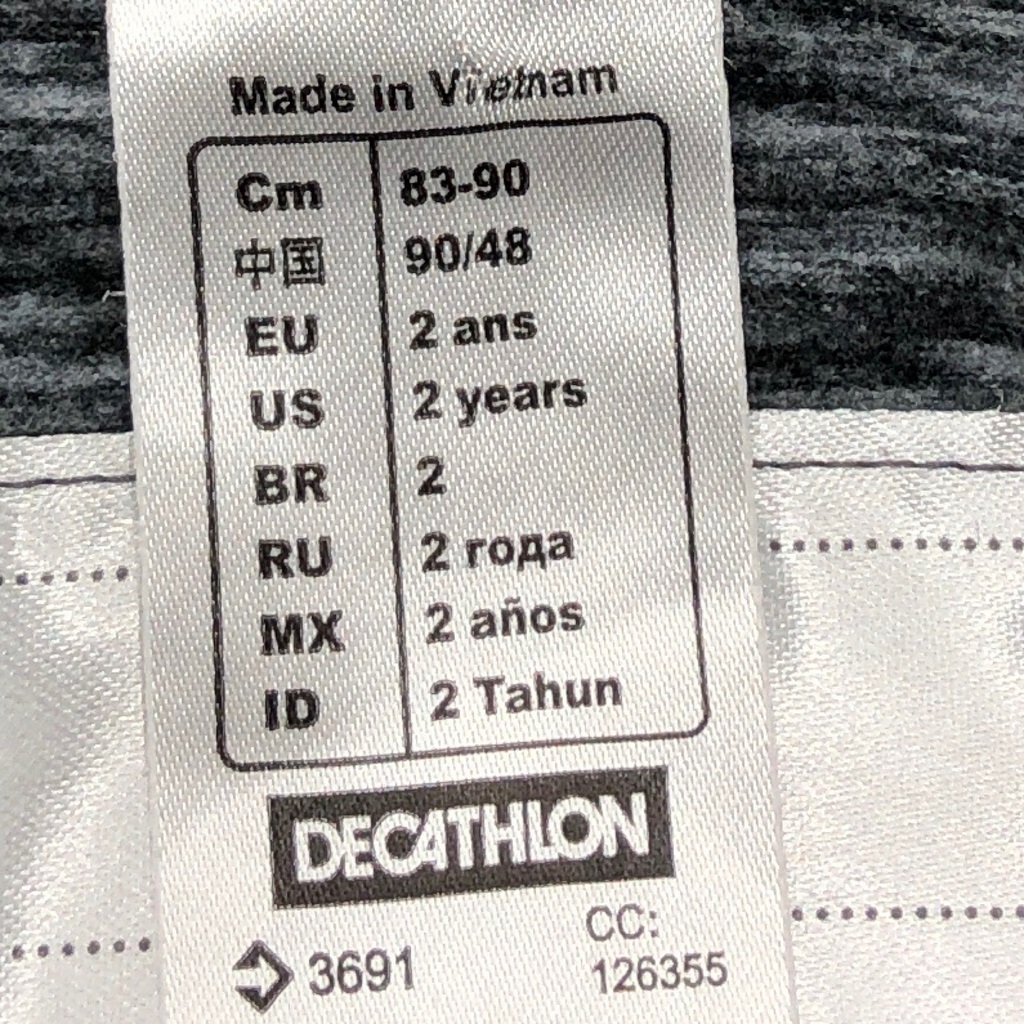 Made in Vietnam
Cm 83-90
中国 90/48
EU 2 ans
US 2 years
BR 2
RU 2 года
MX 2 años
ID 2 Tahun
DECATHLON
3691
CC:
126355